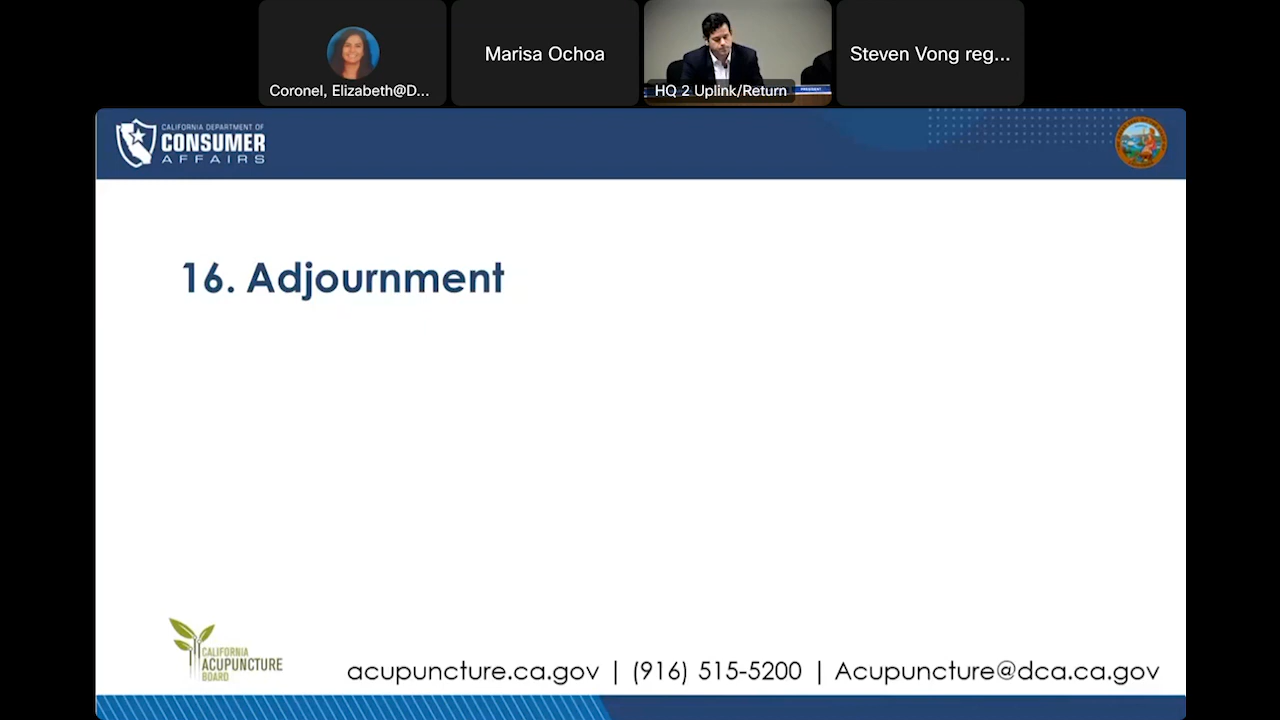 Coronel, Elizabeth@D...
Marisa Ochoa
HQ 2 Uplink/Return
PRESIDENT
Steven Vong reg...
CALIFORNIA DEPARTMENT OF
CONSUMER
AFFAIRS
16. Adjournment
CALIFORNIA
ACUPUNCTURE
BOARD
acupuncture.ca.gov | (916) 515-5200 | Acupuncture@dca.ca.gov